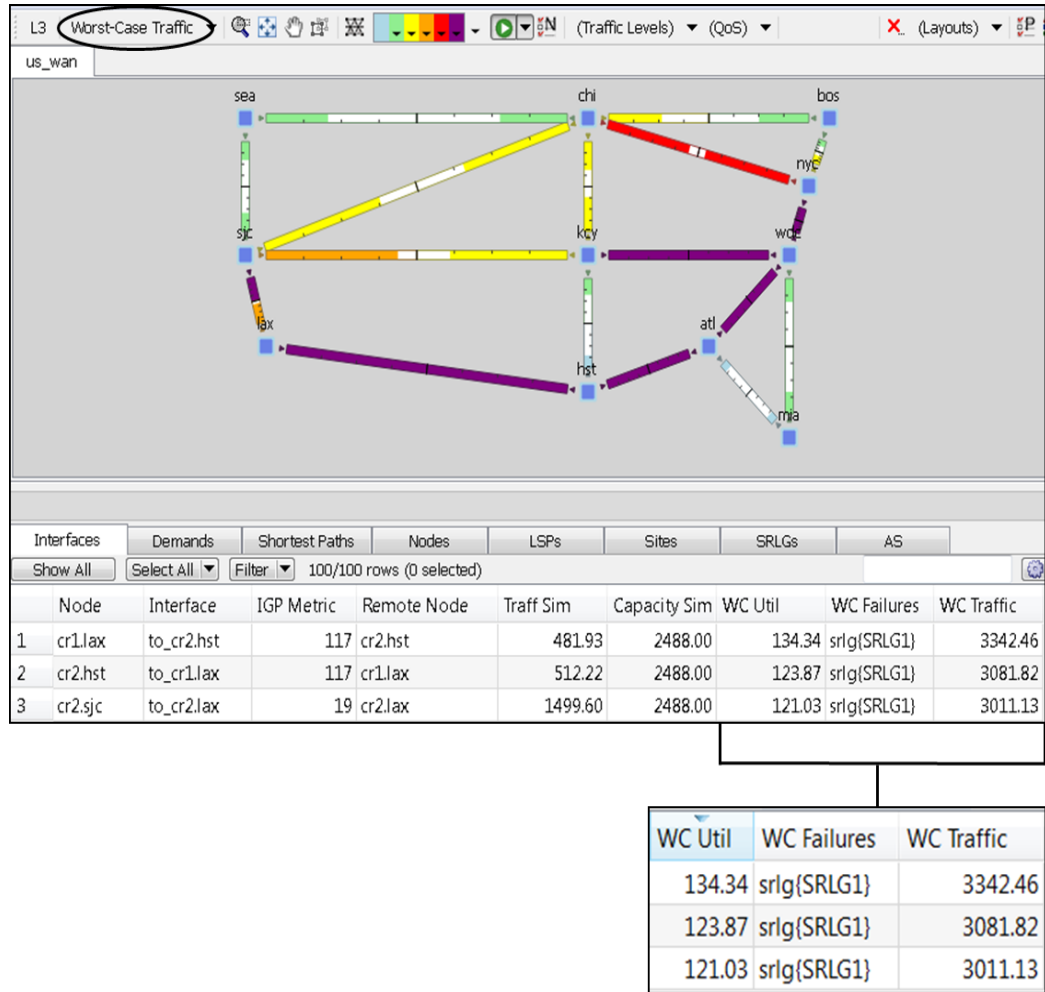 L3 Worst-Case Traffic N (Traffic Levels) (QoS) X.. (Layouts) P
us_wan
sea chi bos
nyc
sjc kcy wdc
lax atl
hst
mia
Interfaces Demands Shortest Paths Nodes LSPs Sites SRLGs AS
Show All Select All Filter 100/100 rows (0 selected)
Node Interface IGP Metric Remote Node Traff Sim Capacity Sim WC Util WC Failures WC Traffic
1 cr1.lax to_cr2.hst 117 cr2.hst 481.93 2488.00 134.34 srlg{SRLG1} 3342.46
2 cr2.hst to_cr1.lax 117 cr1.lax 512.22 2488.00 123.87 srlg{SRLG1} 3081.82
3 cr2.sjc to_cr2.lax 19 cr2.lax 1499.60 2488.00 121.03 srlg{SRLG1} 3011.13
WC Util WC Failures WC Traffic
134.34 srlg{SRLG1} 3342.46
123.87 srlg{SRLG1} 3081.82
121.03 srlg{SRLG1} 3011.13